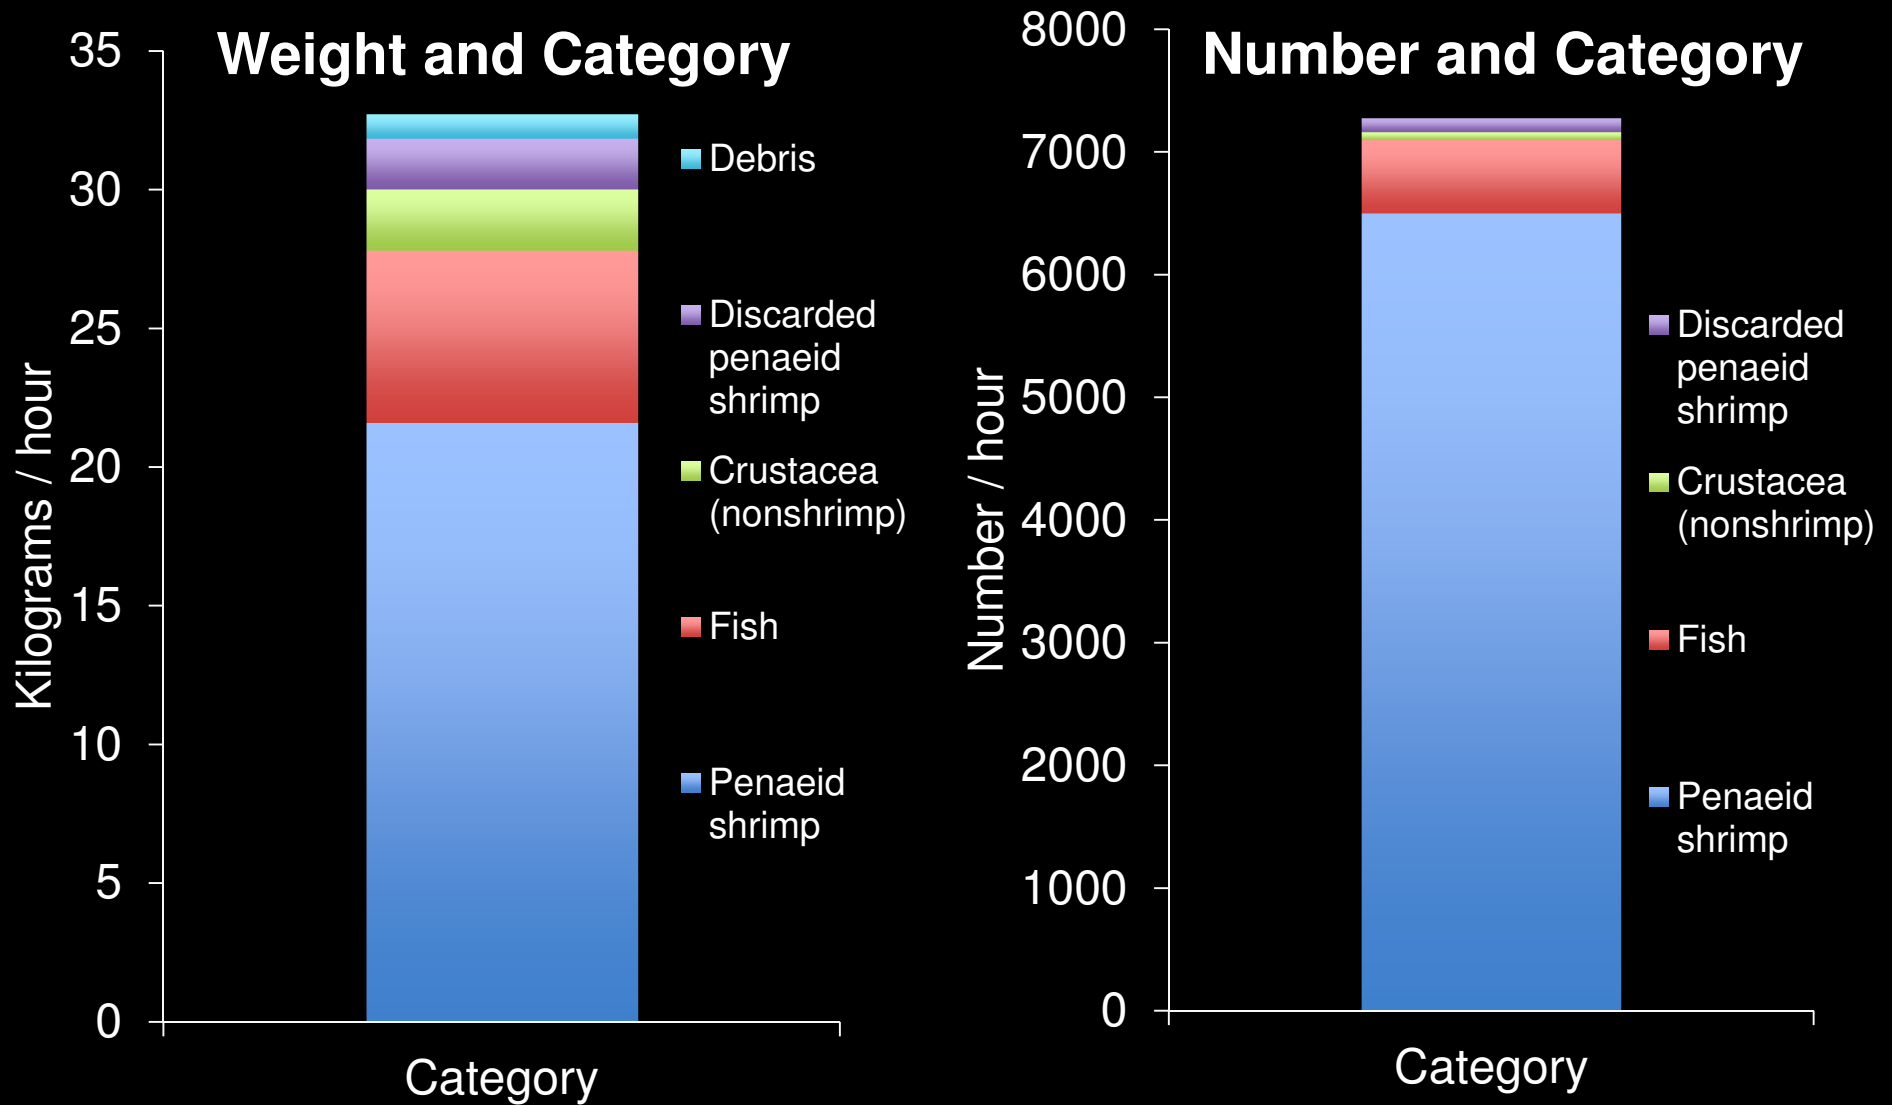 Weight and Category
35
30
25
20
15
10
5
0
Kilograms / hour
Category
Debris
Discarded
penaeid
shrimp
Crustacea
(nonshrimp)
Fish
Penaeid
shrimp
Number and Category
8000
7000
6000
5000
4000
3000
2000
1000
0
Number / hour
Category
Discarded
penaeid
shrimp
Crustacea
(nonshrimp)
Fish
Penaeid
shrimp